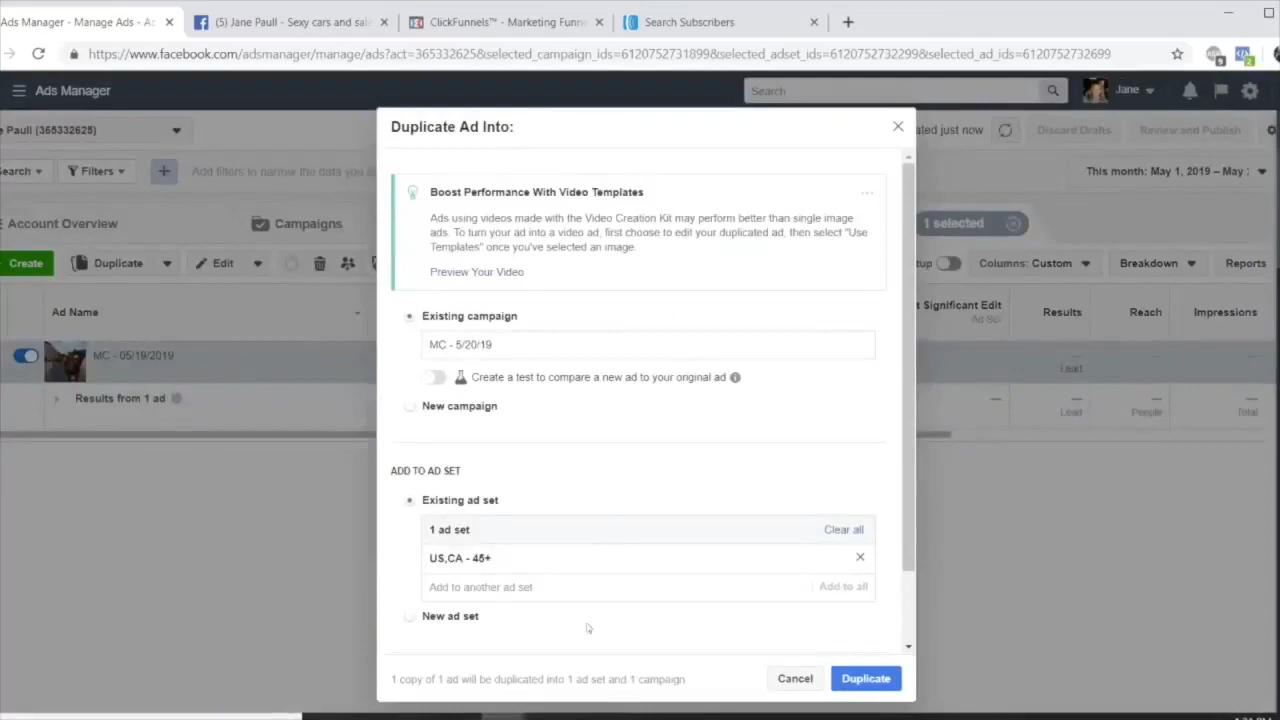 Ads Manager - Manage Ads - Ac
(5) Jane Paull - Sexy cars and sale
ClickFunnels™ - Marketing Funne
Search Subscribers
https://www.facebook.com/adsmanager/manage/ads?act=365332625&selected_campaign_ids=6120752731899&selected_adset_ids=6120752732299&selected_ad_ids=6120752732699
9
2
Ads Manager
Search
Jane
Paull (365332625)
Duplicate Ad Into:
ated just now
Discard Drafts
Review and Publish
Search
Filters
Add filters to narrow the data you a
This month: May 1, 2019 – May
Boost Performance With Video Templates
Ads using videos made with the Video Creation Kit may perform better than single image
ads. To turn your ad into a video ad, first choose to edit your duplicated ad, then select "Use
Templates" once you've selected an image.
Preview Your Video
Account Overview
Campaigns
1 selected
Create
Duplicate
Edit
tup
Columns: Custom
Breakdown
Reports
Existing campaign
MC - 5/20/19
Create a test to compare a new ad to your original ad
New campaign
Ad Name
t Significant Edit
Ad Set
Results
Reach
Impressions
MC - 05/19/2019
Lead
Results from 1 ad
—
Lead
—
People
—
Total
ADD TO AD SET
Existing ad set
1 ad set
Clear all
US,CA - 45+
Add to another ad set
Add to all
New ad set
1 copy of 1 ad will be duplicated into 1 ad set and 1 campaign
Cancel
Duplicate